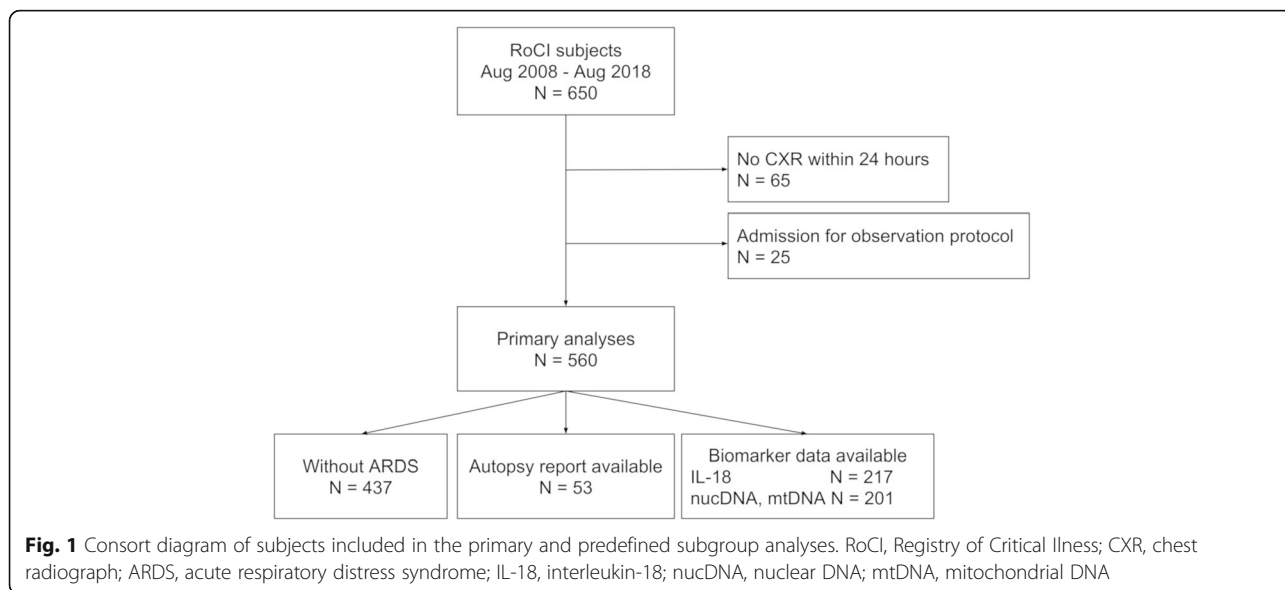 RoCI subjects
Aug 2008 - Aug 2018
N = 650
No CXR within 24 hours
N = 65
Admission for observation protocol
N = 25
Primary analyses
N = 560
Without ARDS
N = 437
Autopsy report available
N = 53
Biomarker data available
IL-18 N = 217
nucDNA, mtDNA N = 201
Fig. 1 Consort diagram of subjects included in the primary and predefined subgroup analyses. RoCI, Registry of Critical Ilness; CXR, chest
radiograph; ARDS, acute respiratory distress syndrome; IL-18, interleukin-18; nucDNA, nuclear DNA; mtDNA, mitochondrial DNA